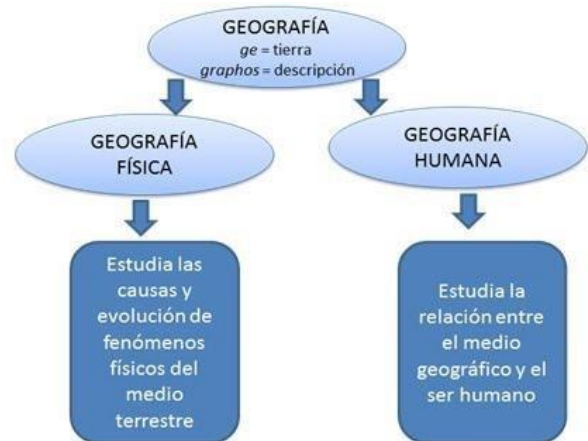 GEOGRAFÍA
ge = tierra
graphos = descripción
GEOGRAFÍA
FÍSICA
GEOGRAFÍA
HUMANA
Estudia las
causas y
evolución de
fenómenos
físicos del
medio
terrestre
Estudia la
relación entre
el medio
geográfico y el
ser humano